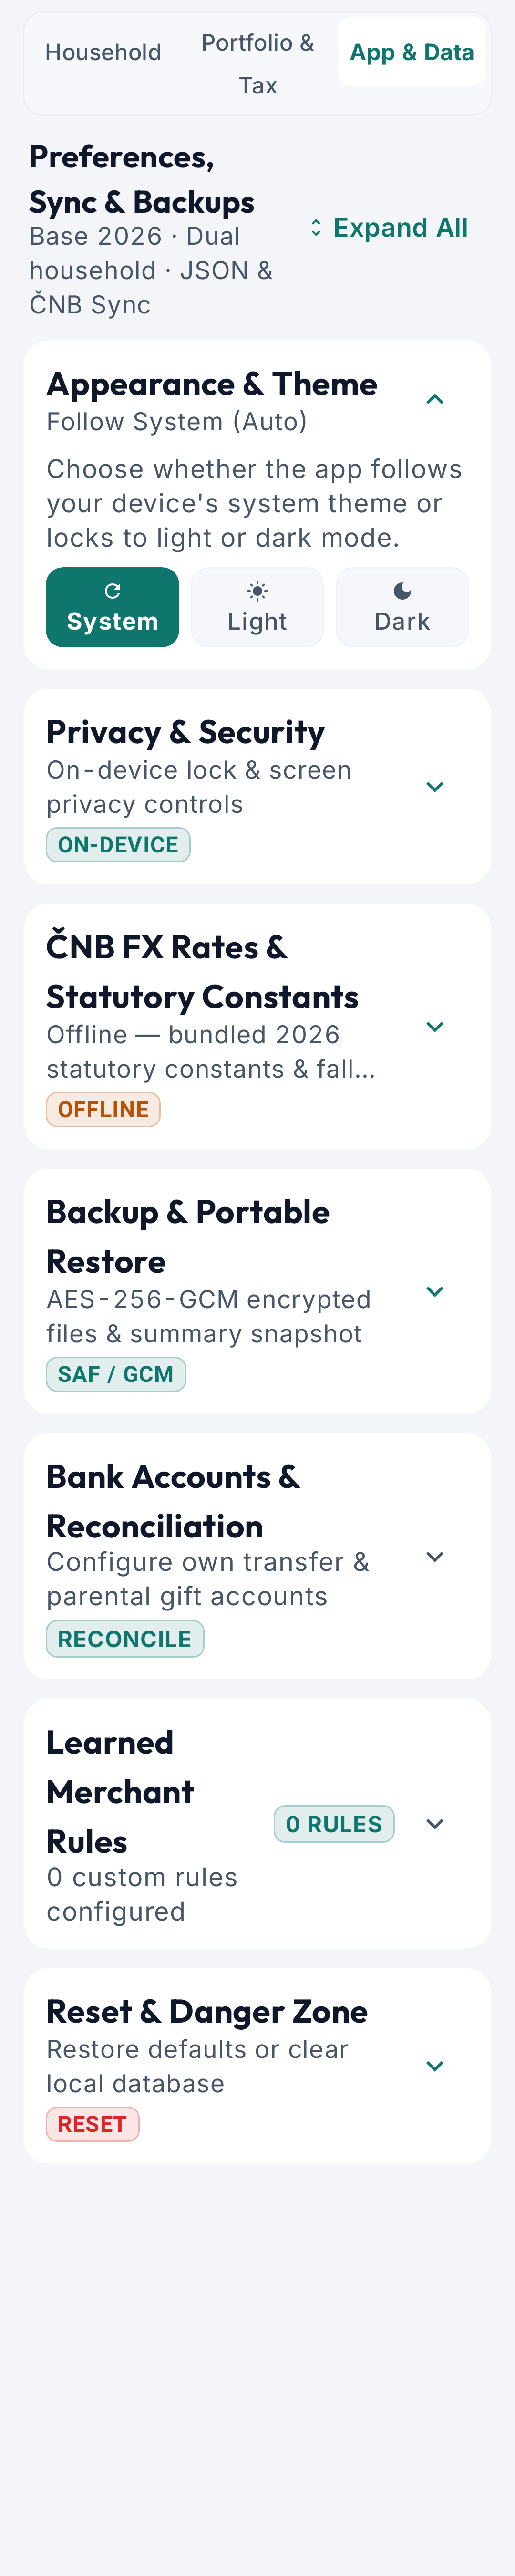 Household
Portfolio &
Tax
App & Data
Preferences,
Sync & Backups
Base 2026 · Dual
household · JSON &
ČNB Sync
Expand All
Appearance & Theme
Follow System (Auto)
Choose whether the app follows
your device's system theme or
locks to light or dark mode.
System
Light
Dark
Privacy & Security
On-device lock & screen
privacy controls
ON-DEVICE
ČNB FX Rates &
Statutory Constants
Offline — bundled 2026
statutory constants & fall...
OFFLINE
Backup & Portable
Restore
AES-256-GCM encrypted
files & summary snapshot
SAF / GCM
Bank Accounts &
Reconciliation
Configure own transfer &
parental gift accounts
RECONCILE
Learned
Merchant
Rules
0 custom rules
configured
0 RULES
Reset & Danger Zone
Restore defaults or clear
local database
RESET